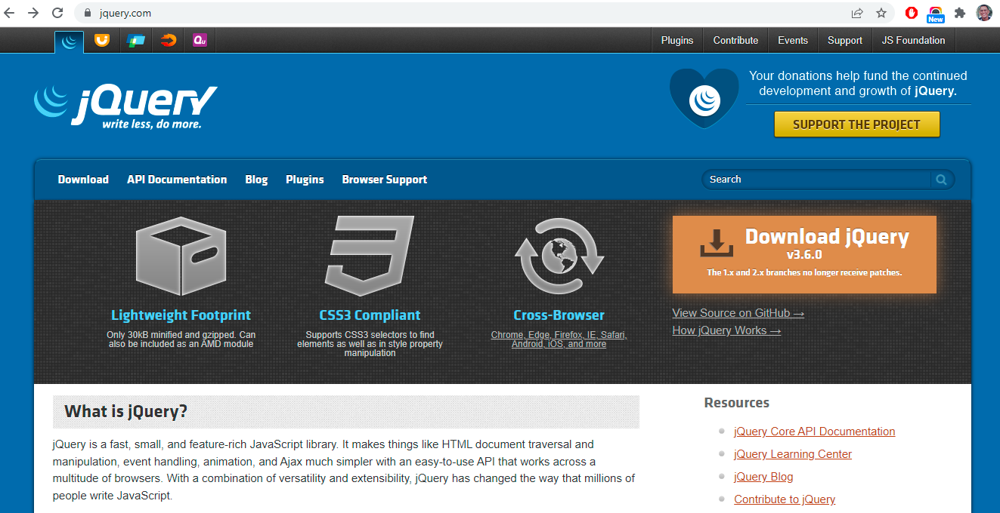 jquery.com
New
Qu
Plugins
Contribute
Events
Support
JS Foundation
jQuery
write less, do more.
Your donations help fund the continued
development and growth of jQuery.
SUPPORT THE PROJECT
Download
API Documentation
Blog
Plugins
Browser Support
Search
Lightweight Footprint
Only 30kB minified and gzipped. Can
also be included as an AMD module
CSS3 Compliant
Supports CSS3 selectors to find
elements as well as in style property
manipulation
Cross-Browser
Chrome, Edge, Firefox, IE, Safari,
Android, iOS, and more
Download jQuery
v3.6.0
The 1.x and 2.x branches no longer receive patches.
View Source on GitHub →
How jQuery Works →
What is jQuery?
jQuery is a fast, small, and feature-rich JavaScript library. It makes things like HTML document traversal and
manipulation, event handling, animation, and Ajax much simpler with an easy-to-use API that works across a
multitude of browsers. With a combination of versatility and extensibility, jQuery has changed the way that millions of
people write JavaScript.
Resources
jQuery Core API Documentation
jQuery Learning Center
jQuery Blog
Contribute to jQuery